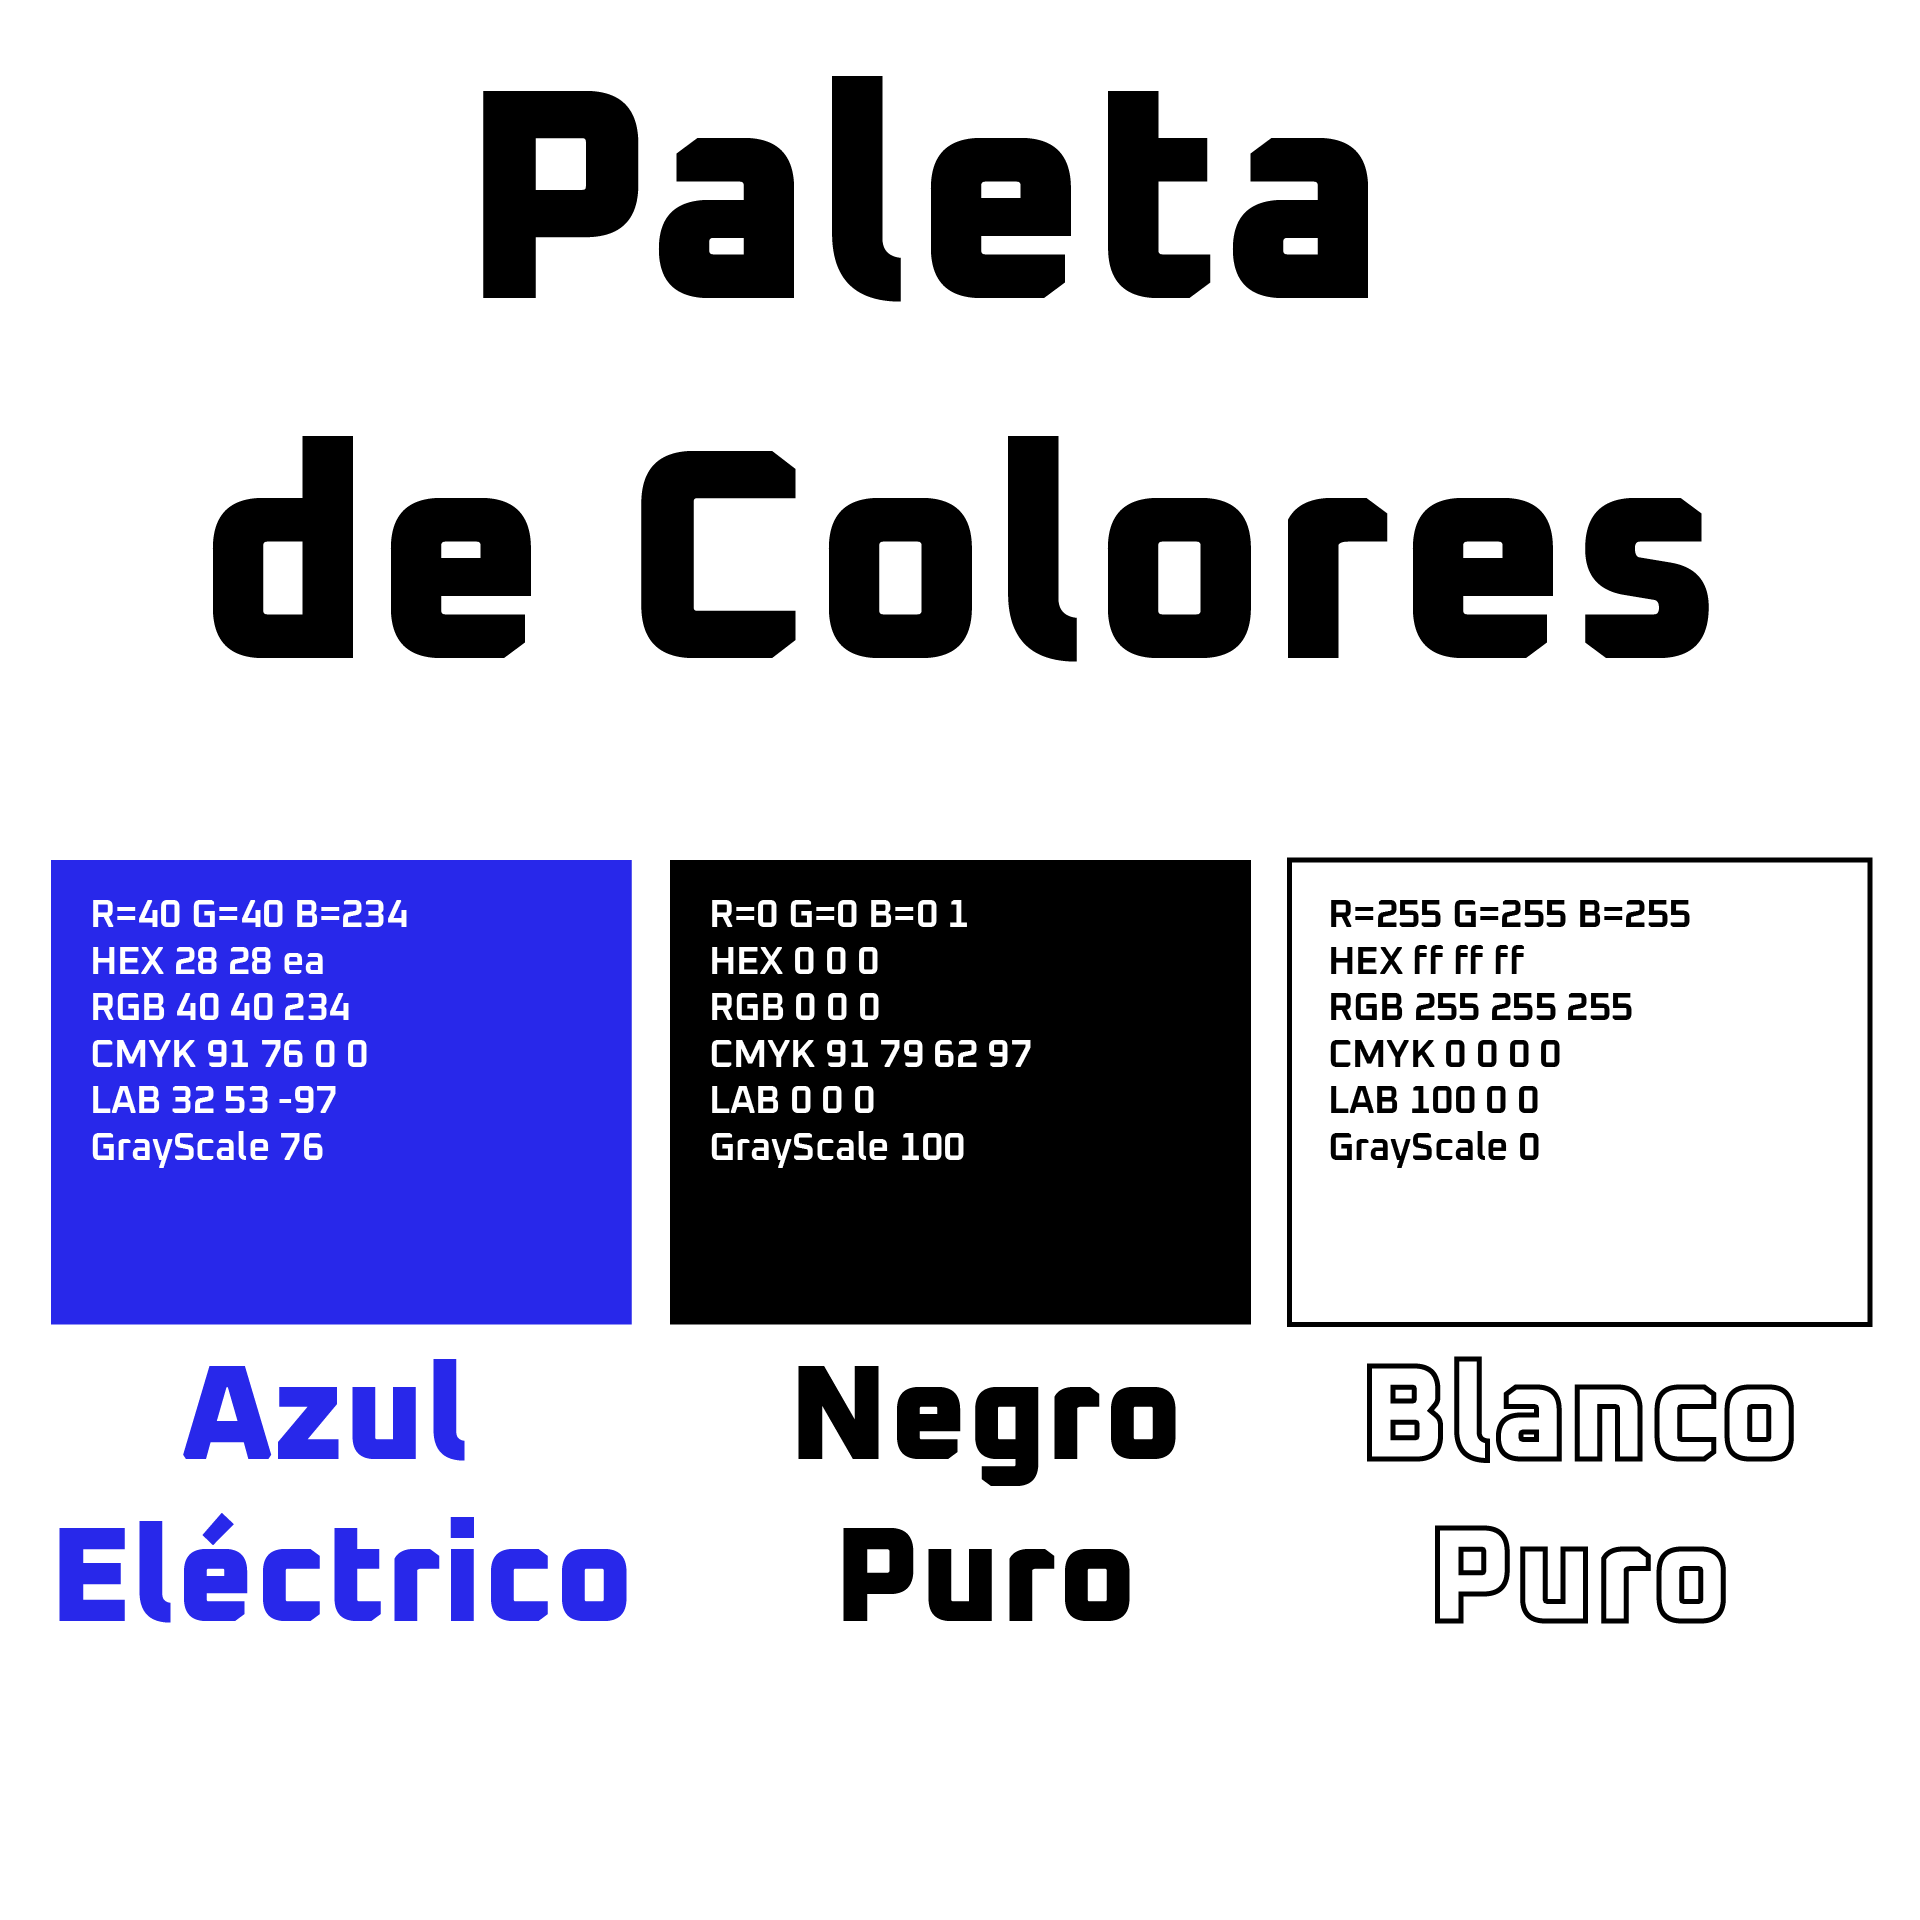 Paleta
de Colores
R=40 G=40 B=234
HEX 28 28 ea
RGB 40 40 234
CMYK 91 76 0 0
LAB 32 53 -97
GrayScale 76
R=0 G=0 B=0 1
HEX 0 0 0
RGB 0 0 0
CMYK 91 79 62 97
LAB 0 0 0
GrayScale 100
R=255 G=255 B=255
HEX ff ff ff
RGB 255 255 255
CMYK 0 0 0 0
LAB 100 0 0
GrayScale 0
Azul
Eléctrico
Negro
Puro
Blanco
Puro